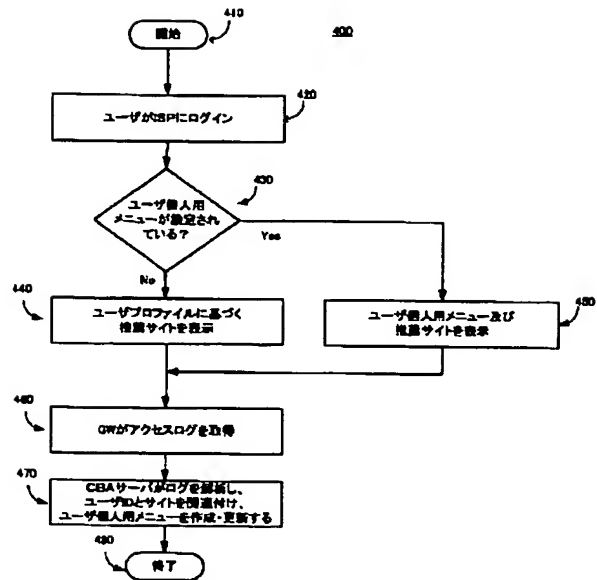 410
開始
400
420
ユーザがISPにログイン
430
ユーザ個人用
メニューが設定され
ている?
Yes
No
440
ユーザプロファイルに基づく
推薦サイトを表示
450
ユーザ個人用メニュー及び
推薦サイトを表示
460
GWがアクセスログを取得
470
CBAサーバがログを解析し、
ユーザIDとサイトを関連付け、
ユーザ個人用メニューを作成・更新する
480
終了